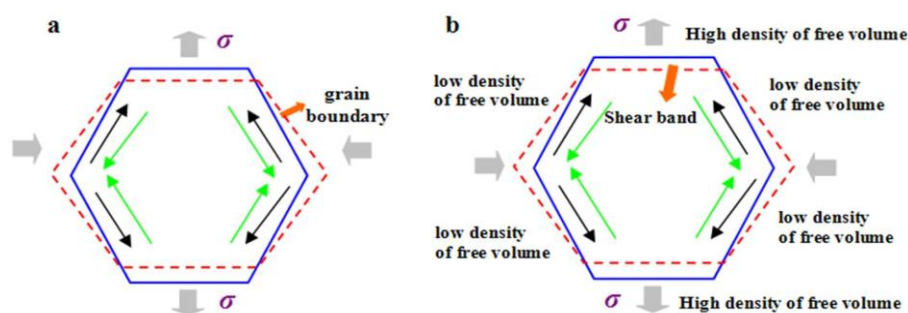 a
σ
grain
boundary
σ
b
σ
High density of free volume
low density
of free volume
low density
of free volume
Shear band
low density
of free volume
low density
of free volume
σ
High density of free volume